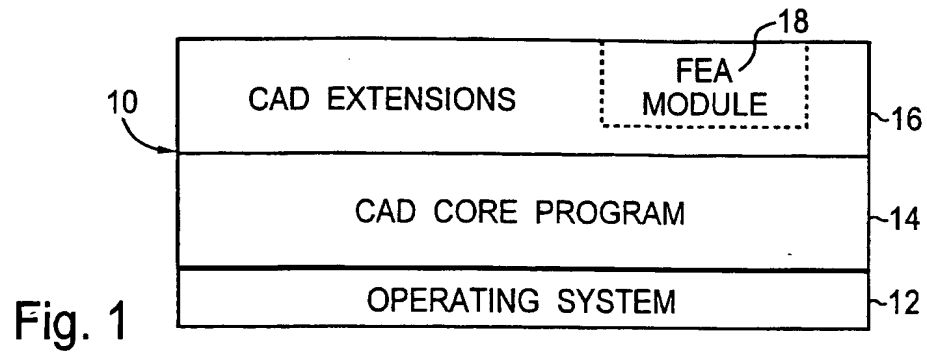 18
FEA
MODULE
CAD EXTENSIONS
10
16
CAD CORE PROGRAM
14
OPERATING SYSTEM
12
Fig. 1